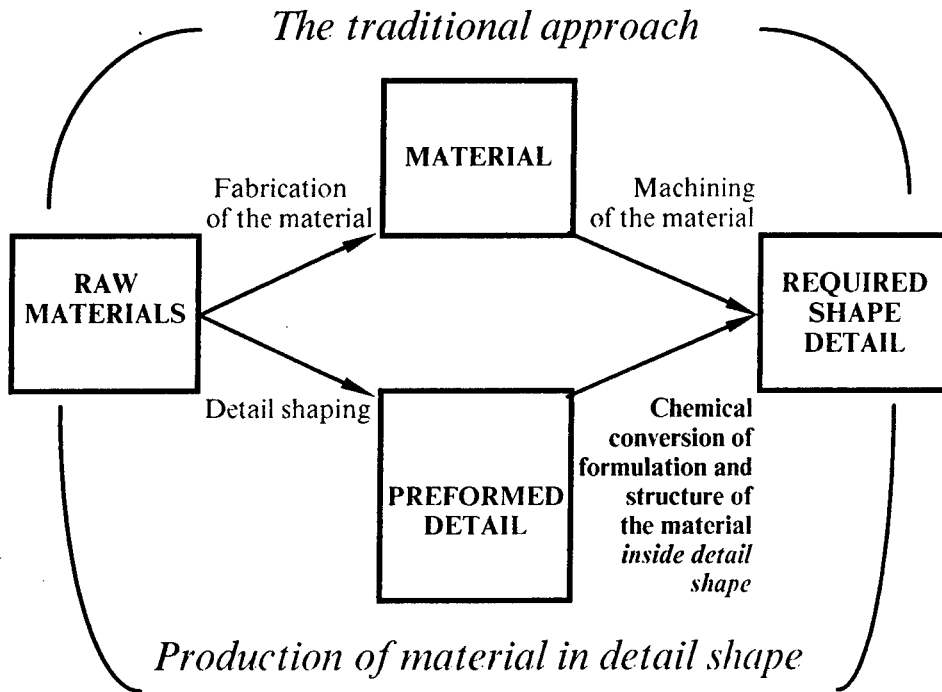 The traditional approach
MATERIAL
Fabrication
of the material
Machining
of the material
RAW
MATERIALS
REQUIRED
SHAPE
DETAIL
Detail shaping
PREFORMED
DETAIL
Chemical
conversion of
formulation and
structure of
the material
inside detail
shape
Production of material in detail shape